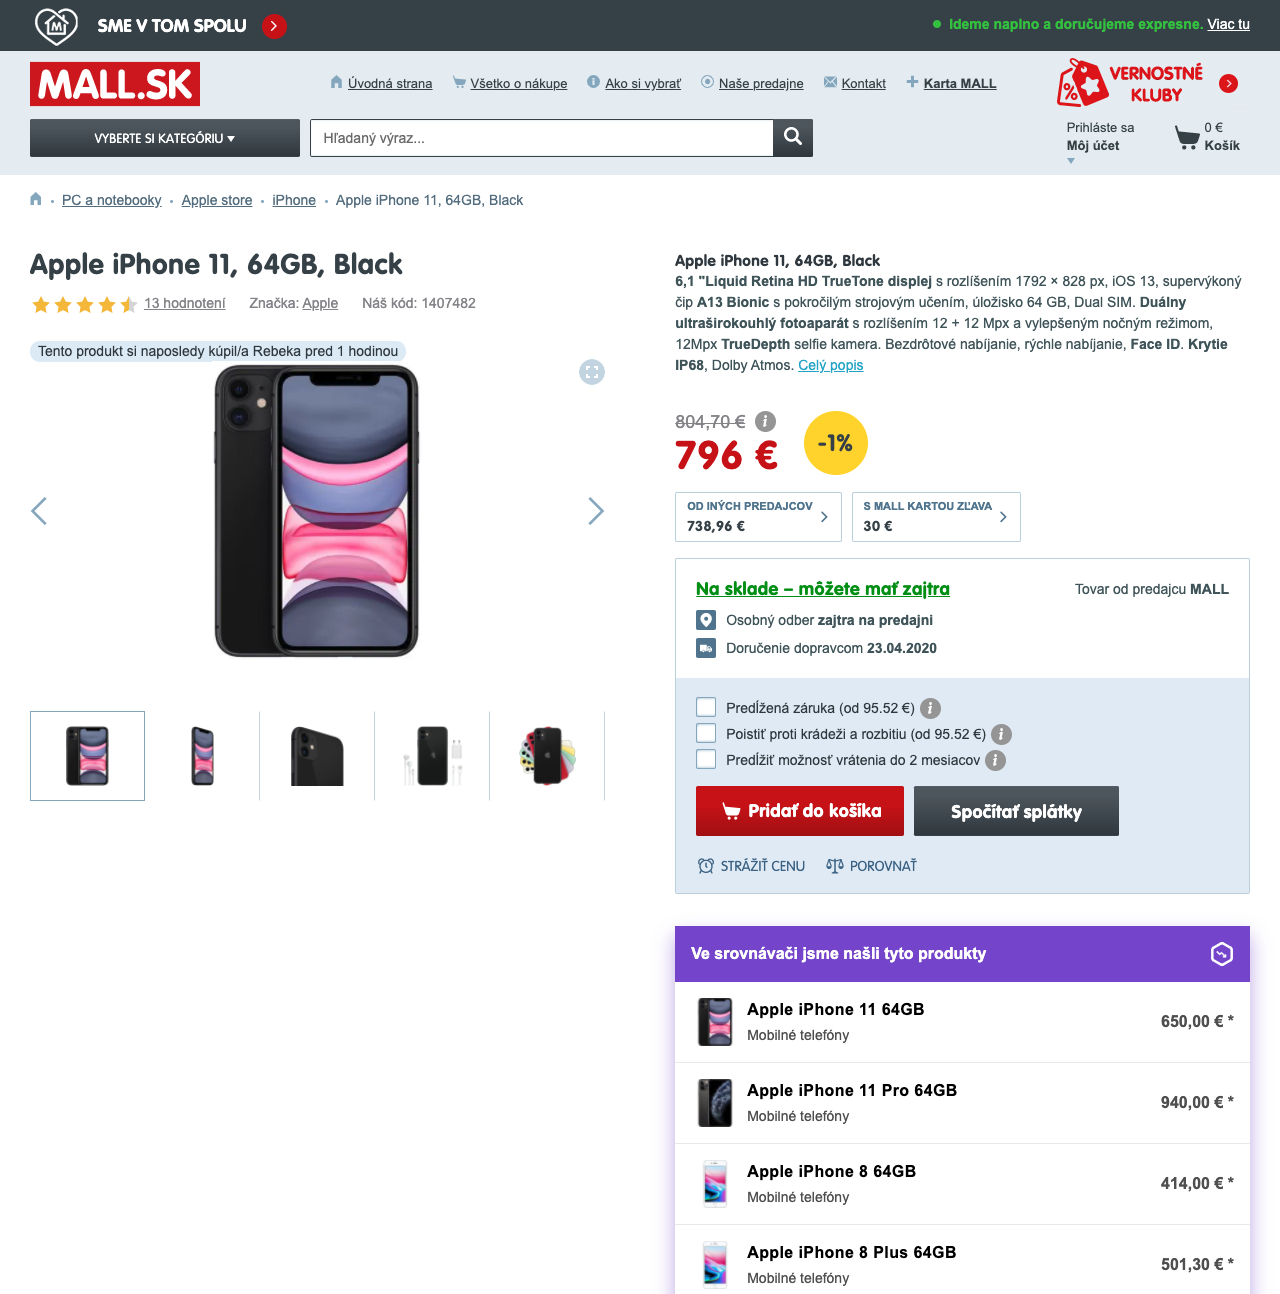 SME V TOM SPOLU
Ideme naplno a doručujeme expresne. Viac tu
MALL.SK
Úvodná strana
Všetko o nákupe
Ako si vybrať
Naše predajne
Kontakt
Karta MALL
VERNOSTNÉ
KLUBY
VYBERTE SI KATEGÓRIU
Hľadaný výraz...
Prihláste sa
Môj účet
0 €
Košík
PC a notebooky
Apple store
iPhone
Apple iPhone 11, 64GB, Black
Apple iPhone 11, 64GB, Black
13 hodnotení
Značka: Apple
Náš kód: 1407482
Tento produkt si naposledy kúpil/a Rebeka pred 1 hodinou
Apple iPhone 11, 64GB, Black
6,1 "Liquid Retina HD TrueTone displej s rozlíšením 1792 × 828 px, iOS 13, supervýkoný
čip A13 Bionic s pokročilým strojovým učením, úložisko 64 GB, Dual SIM. Duálny
ultraširokouhlý fotoaparát s rozlíšením 12 + 12 Mpx a vylepšeným nočným režimom,
12Mpx TrueDepth selfie kamera. Bezdrôtové nabíjanie, rýchle nabíjanie, Face ID. Krytie
IP68, Dolby Atmos. Celý popis
804,70 €
796 €
-1%
OD INÝCH PREDAJCOV
738,96 €
S MALL KARTOU ZĽAVA
30 €
Na sklade – môžete mať zajtra
Tovar od predajcu MALL
Osobný odber zajtra na predajni
Doručenie dopravcom 23.04.2020
Predĺžená záruka (od 95.52 €)
Poistiť proti krádeži a rozbitiu (od 95.52 €)
Predĺžiť možnosť vrátenia do 2 mesiacov
Pridať do košíka
Spočítať splátky
STRÁŽIŤ CENU
POROVNAŤ
Ve srovnávači jsme našli tyto produkty
Apple iPhone 11 64GB
Mobilné telefóny
650,00 € *
Apple iPhone 11 Pro 64GB
Mobilné telefóny
940,00 € *
Apple iPhone 8 64GB
Mobilné telefóny
414,00 € *
Apple iPhone 8 Plus 64GB
Mobilné telefóny
501,30 € *